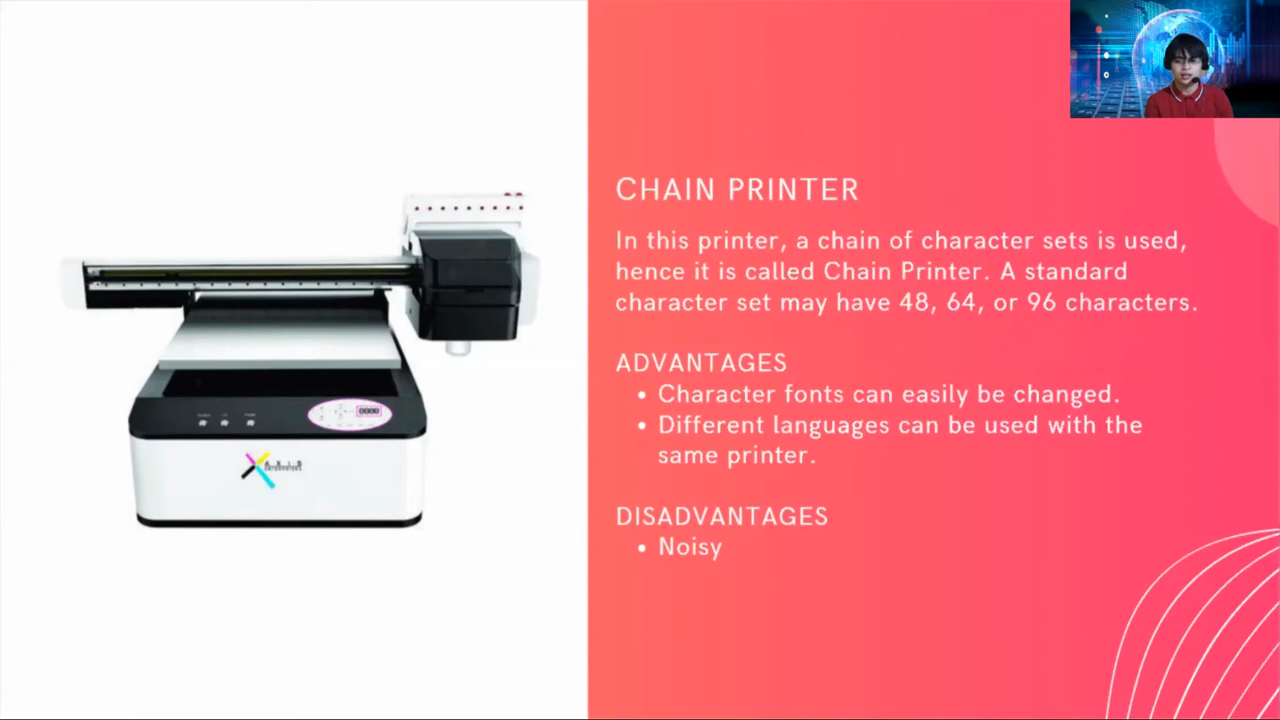 CHAIN PRINTER
In this printer, a chain of character sets is used,
hence it is called Chain Printer. A standard
character set may have 48, 64, or 96 characters.
ADVANTAGES
• Character fonts can easily be changed.
• Different languages can be used with the
same printer.
DISADVANTAGES
• Noisy